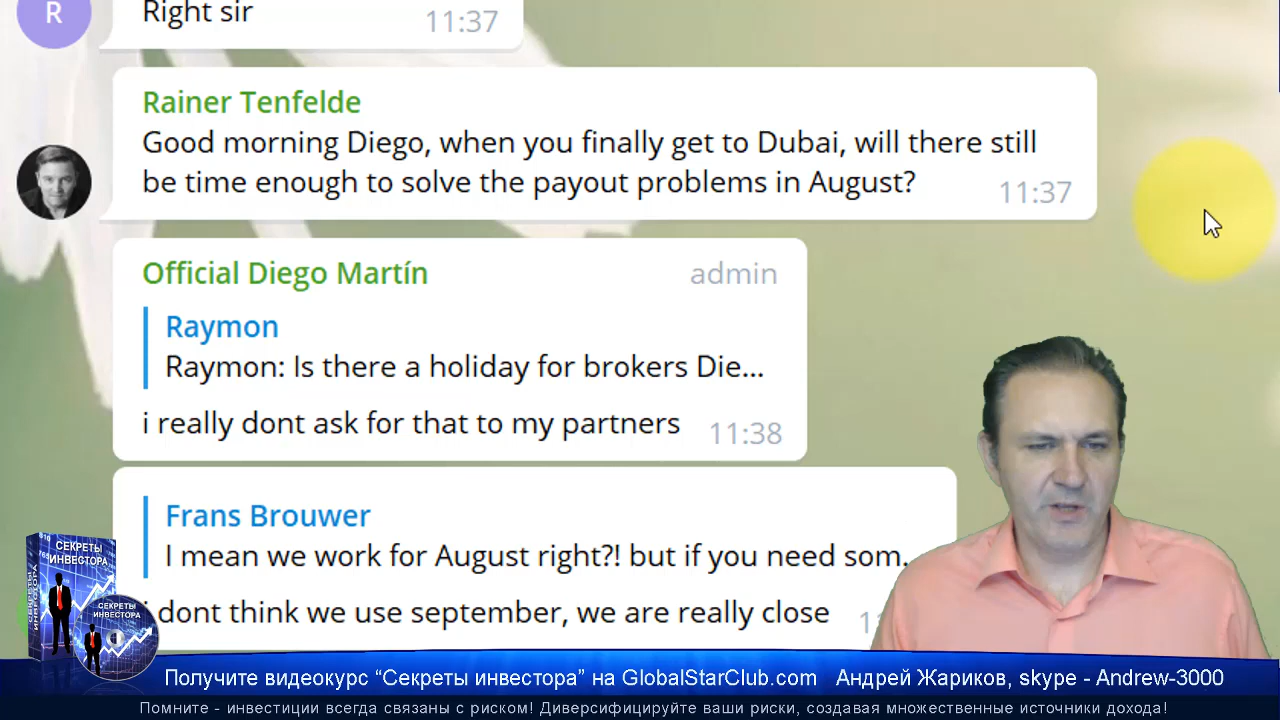 R
Right sir
11:37
Rainer Tenfelde
Good morning Diego, when you finally get to Dubai, will there still
be time enough to solve the payout problems in August?
11:37
Official Diego Martín
admin
Raymon
Raymon: Is there a holiday for brokers Die...
i really dont ask for that to my partners
11:38
Frans Brouwer
I mean we work for August right?! but if you need som.
i dont think we use september, we are really close
СЕКРЕТЫ
ИНВЕСТОРА
СЕКРЕТЫ
ИНВЕСТОРА
Получите видеокурс “Секреты инвестора” на GlobalStarClub.com Андрей Жариков, skype - Andrew-3000
Помните - инвестиции всегда связаны с риском! Диверсифицируйте ваши риски, создавая множественные источники дохода!